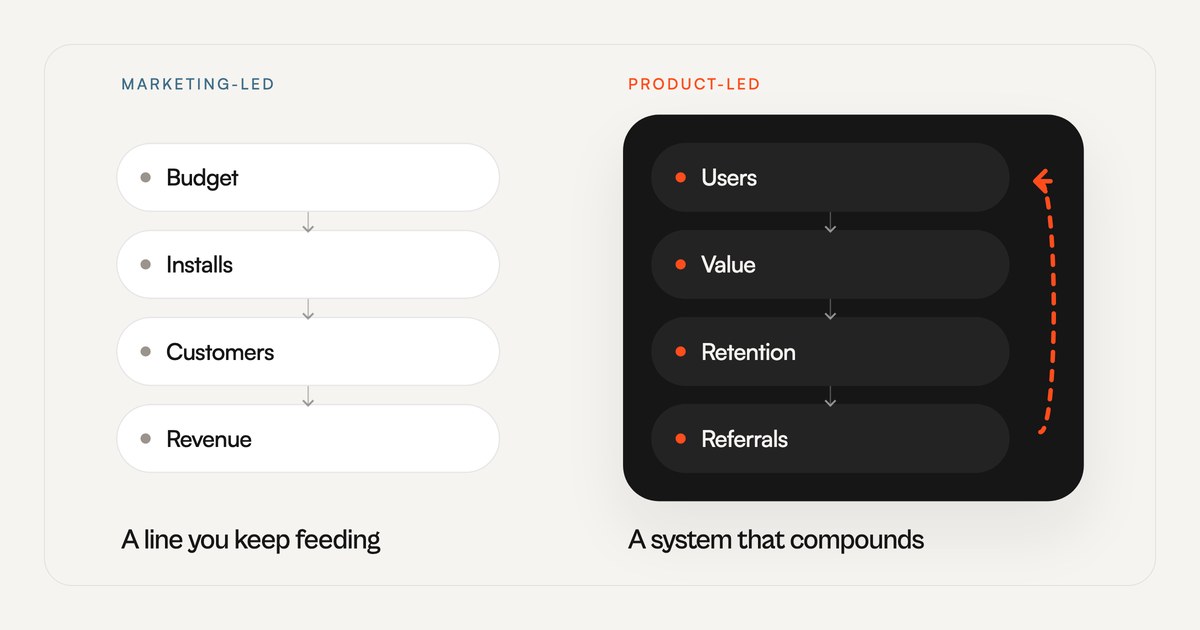 MARKETING-LED
Budget
Installs
Customers
Revenue
A line you keep feeding
PRODUCT-LED
Users
Value
Retention
Referrals
A system that compounds